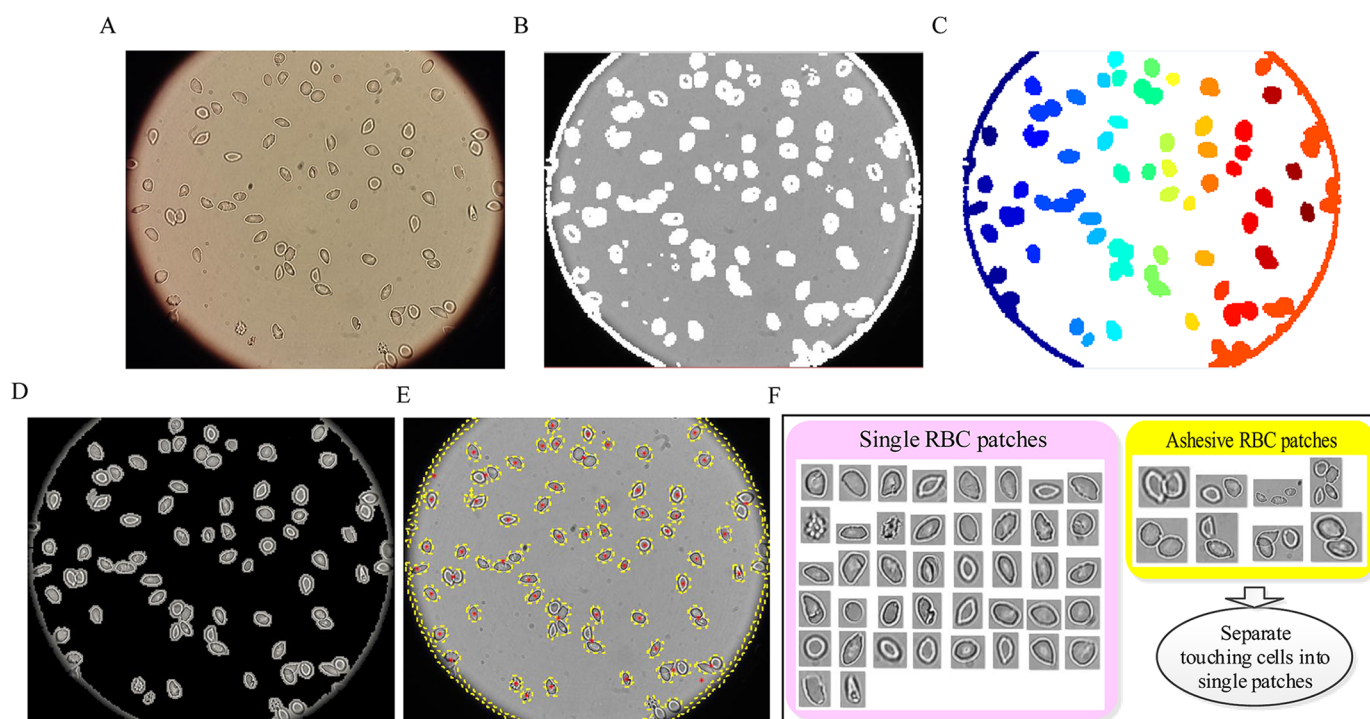 A
B
C
D
E
F
Single RBC patches
Ashesive RBC patches
Separate
touching cells into
single patches